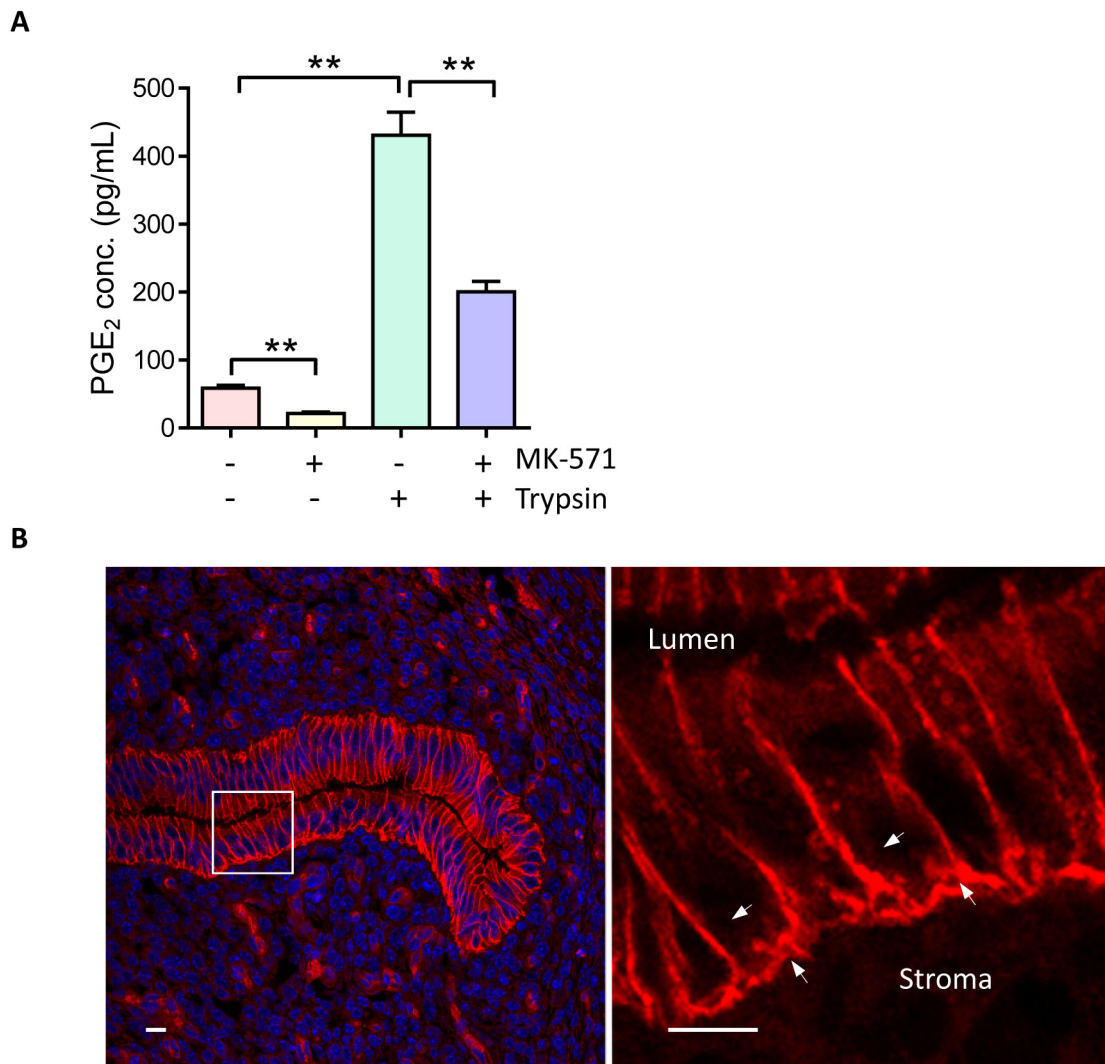 A
** **
500
400
300
200
100
0
**
PGE₂ conc. (pg/mL)
- + - + MK-571
- - + + Trypsin
B
Lumen
Stroma